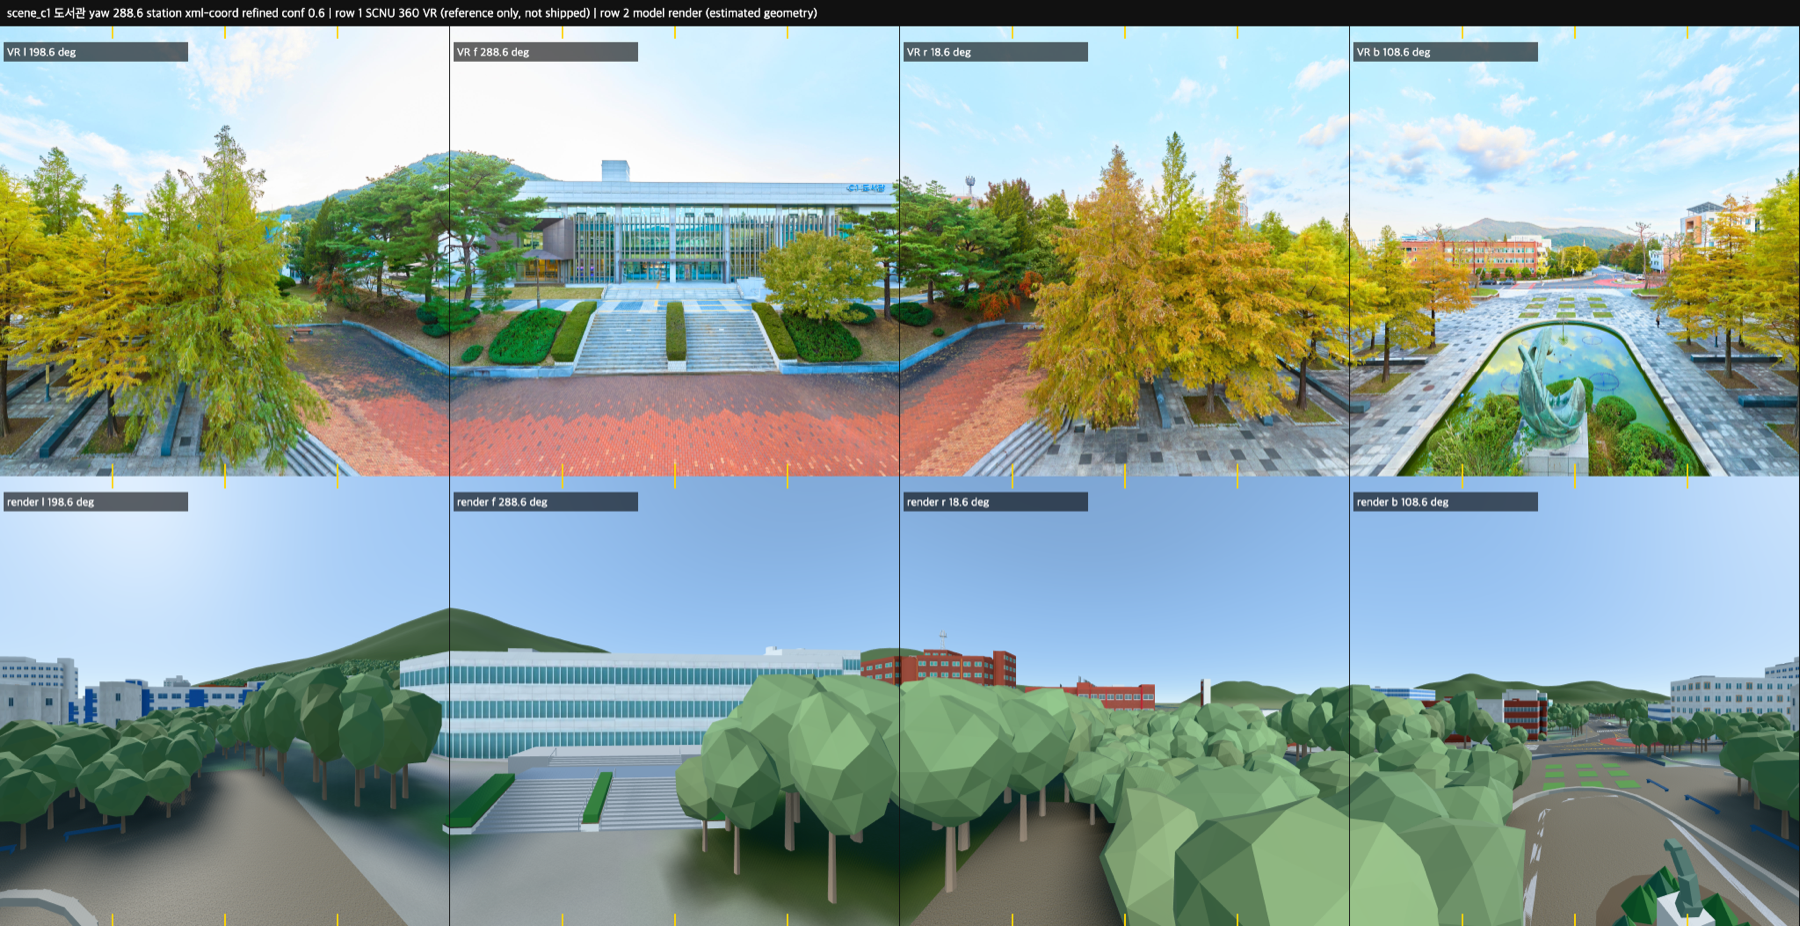 scene_c1 도서관 yaw 288.6 station xml-coord refined conf 0.6 | row 1 SCNU 360 VR (reference only, not shipped) | row 2 model render (estimated geometry)
VR l 198.6 deg
VR f 288.6 deg
VR r 18.6 deg
VR b 108.6 deg
render l 198.6 deg
render f 288.6 deg
render r 18.6 deg
render b 108.6 deg